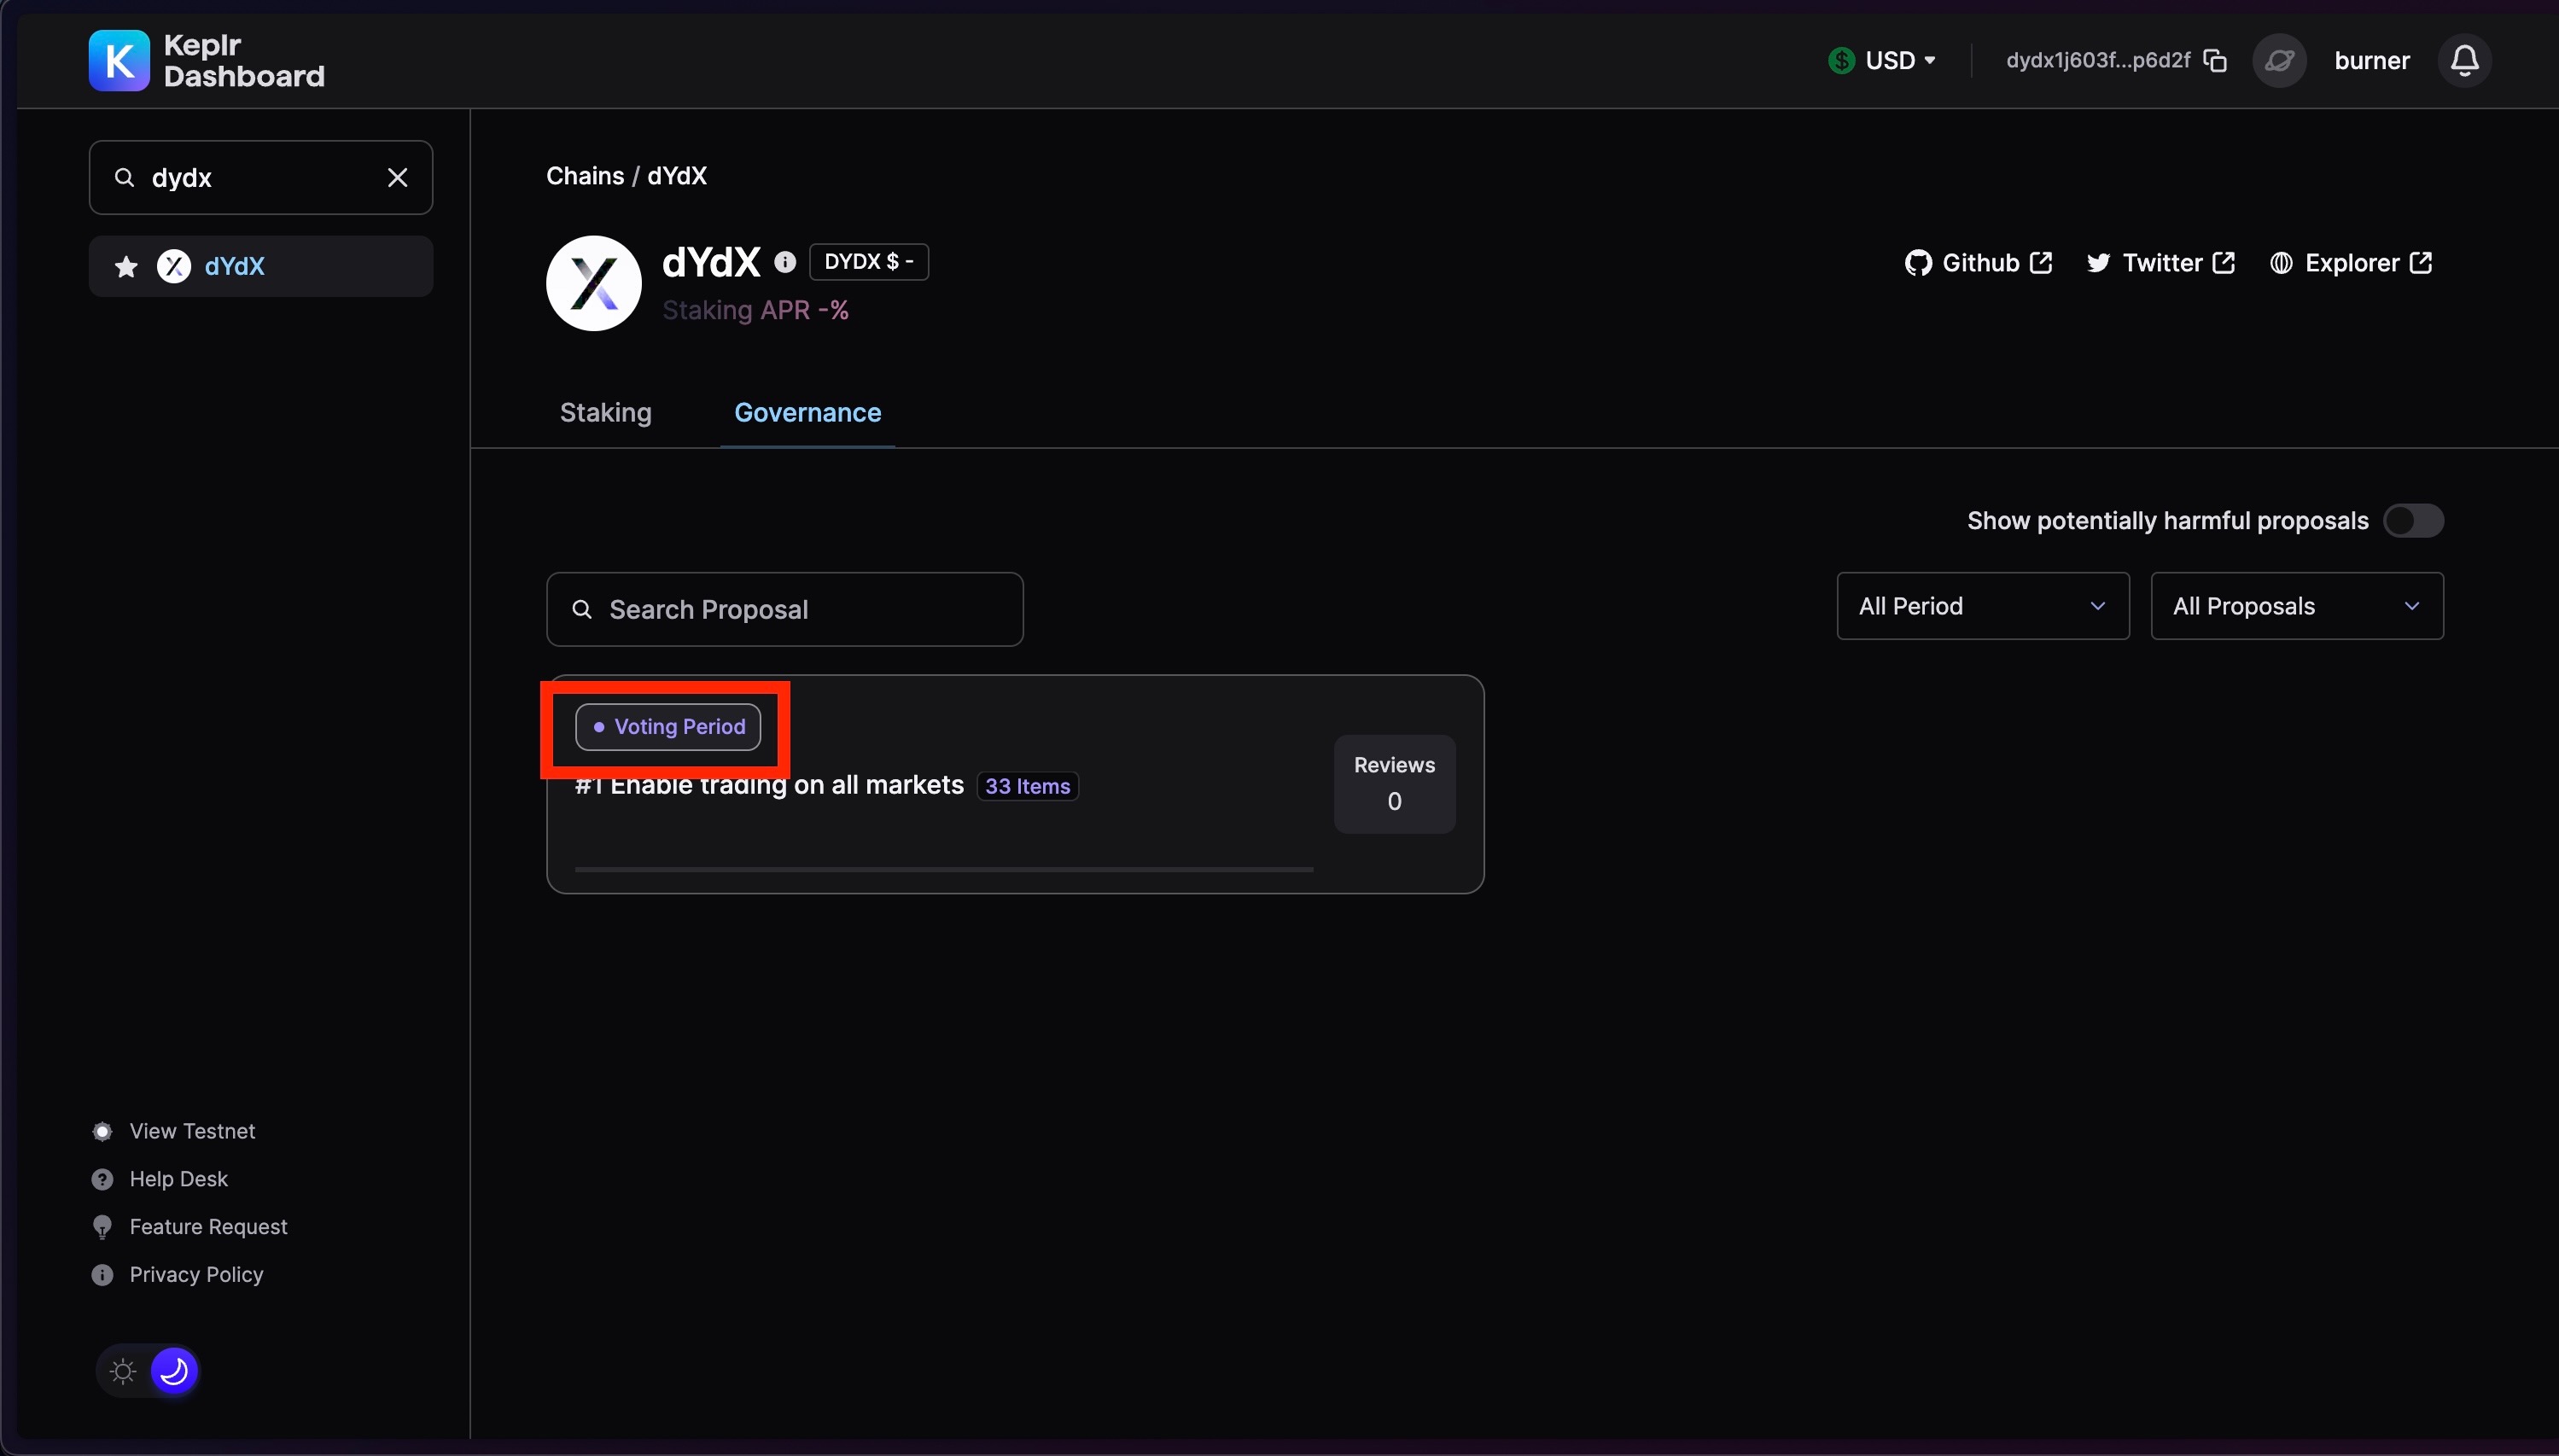 Keplr
Dashboard
USD
dydx1j603f...p6d2f
burner
dydx
dYdX
Chains / dYdX
dYdX
DYDX $ -
Staking APR -%
Github
Twitter
Explorer
Staking
Governance
Show potentially harmful proposals
Search Proposal
All Period
All Proposals
Voting Period
#1 Enable trading on all markets
33 Items
Reviews
0
View Testnet
Help Desk
Feature Request
Privacy Policy